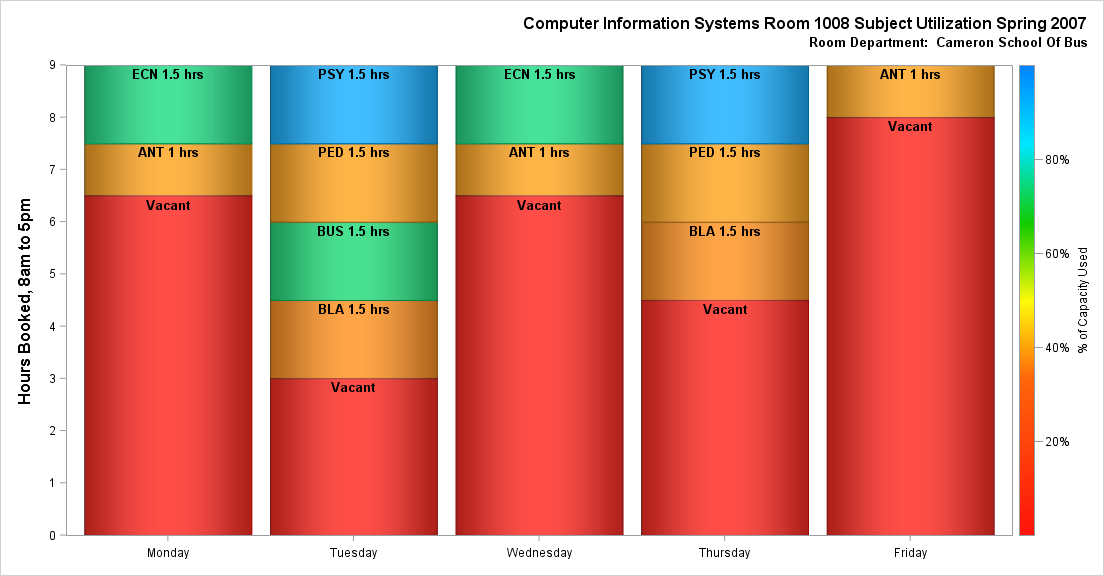 Computer Information Systems Room 1008 Subject Utilization Spring 2007
Room Department:  Cameron School Of Bus
Hours Booked, 8am to 5pm
9
8
7
6
5
4
3
2
1
0
ECN 1.5 hrs
ANT 1 hrs
Vacant
PSY 1.5 hrs
PED 1.5 hrs
BUS 1.5 hrs
BLA 1.5 hrs
Vacant
ECN 1.5 hrs
ANT 1 hrs
Vacant
PSY 1.5 hrs
PED 1.5 hrs
BLA 1.5 hrs
Vacant
ANT 1 hrs
Vacant
Monday
Tuesday
Wednesday
Thursday
Friday
80%
60%
40%
20%
% of Capacity Used